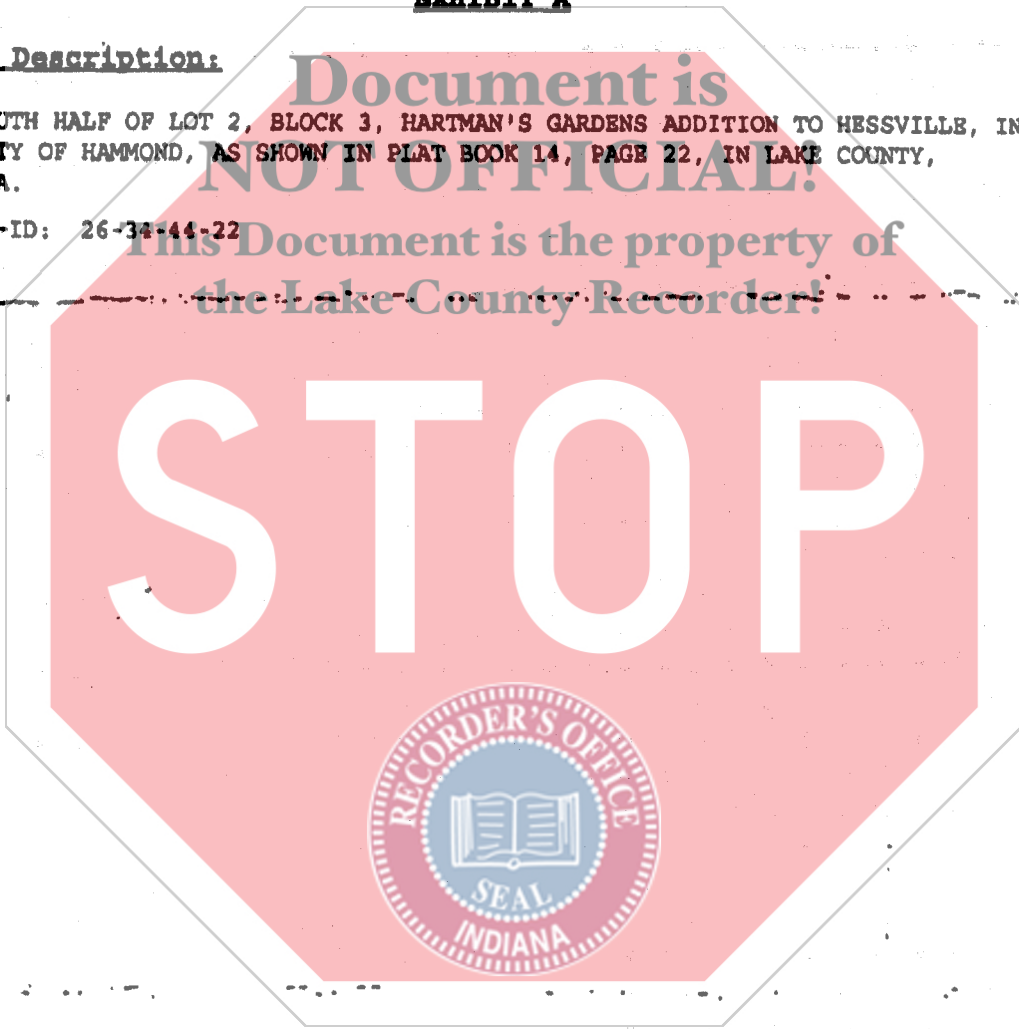 EXHIBIT A
Description:
UTH HALF OF LOT 2, BLOCK 3, HARTMAN'S GARDENS ADDITION TO HESSVILLE, IN
TY OF HAMMOND, AS SHOWN IN PLAT BOOK 14, PAGE 22, IN LAKE COUNTY,
A.
-ID: 26-34-44-22
Document is
NOT OFFICIAL!
This Document is the property of
the Lake County Recorder!
STOP
RECORDER'S OFFICE
SEAL
INDIANA